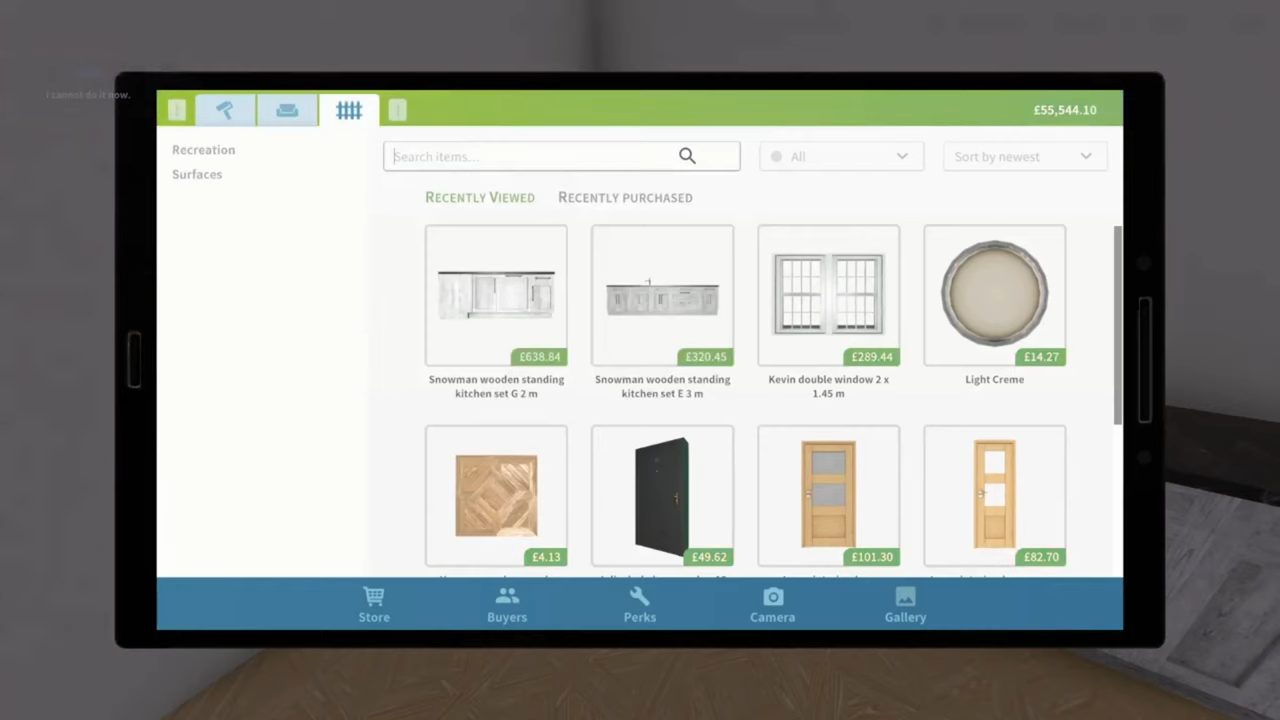 I cannot do it now.
£55,544.10
Recreation
Surfaces
Search items...
All
Sort by newest
RECENTLY VIEWED
RECENTLY PURCHASED
£638.84
£320.45
£289.44
£14.27
Snowman wooden standing
kitchen set G 2 m
Snowman wooden standing
kitchen set E 3 m
Kevin double window 2 x
1.45 m
Light Creme
£4.13
£49.62
£101.30
£82.70
Store
Buyers
Perks
Camera
Gallery